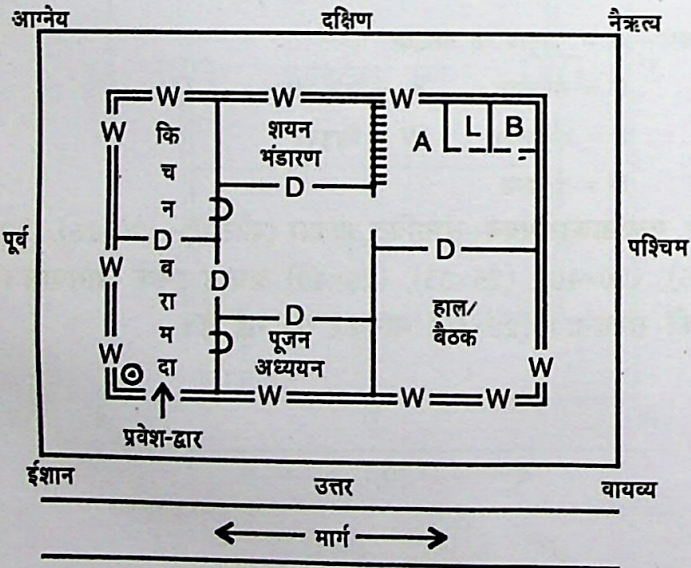 आग्नेय दक्षिण नैऋत्य
W W W
W
कि
च
न
शयन
भंडारण
A L B
D
पूर्व
D
W
D
D
पश्चिम
व
रा
म
दा
D
पूजन
अध्ययन
हाल/
बैठक
W
W
W W W
प्रवेश-द्वार
ईशान उत्तर वायव्य
मार्ग